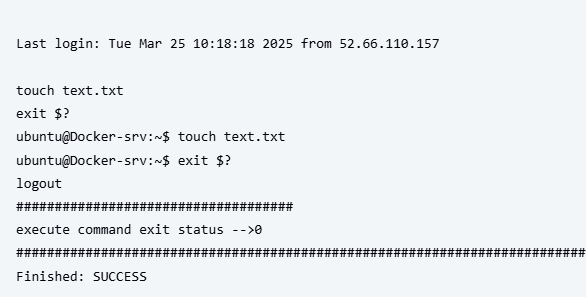 Last login: Tue Mar 25 10:18:18 2025 from 52.66.110.157
touch text.txt
exit $?
ubuntu@Docker-srv:~$ touch text.txt
ubuntu@Docker-srv:~$ exit $?
logout
####################################
execute command exit status -->0
##########################################################################
Finished: SUCCESS